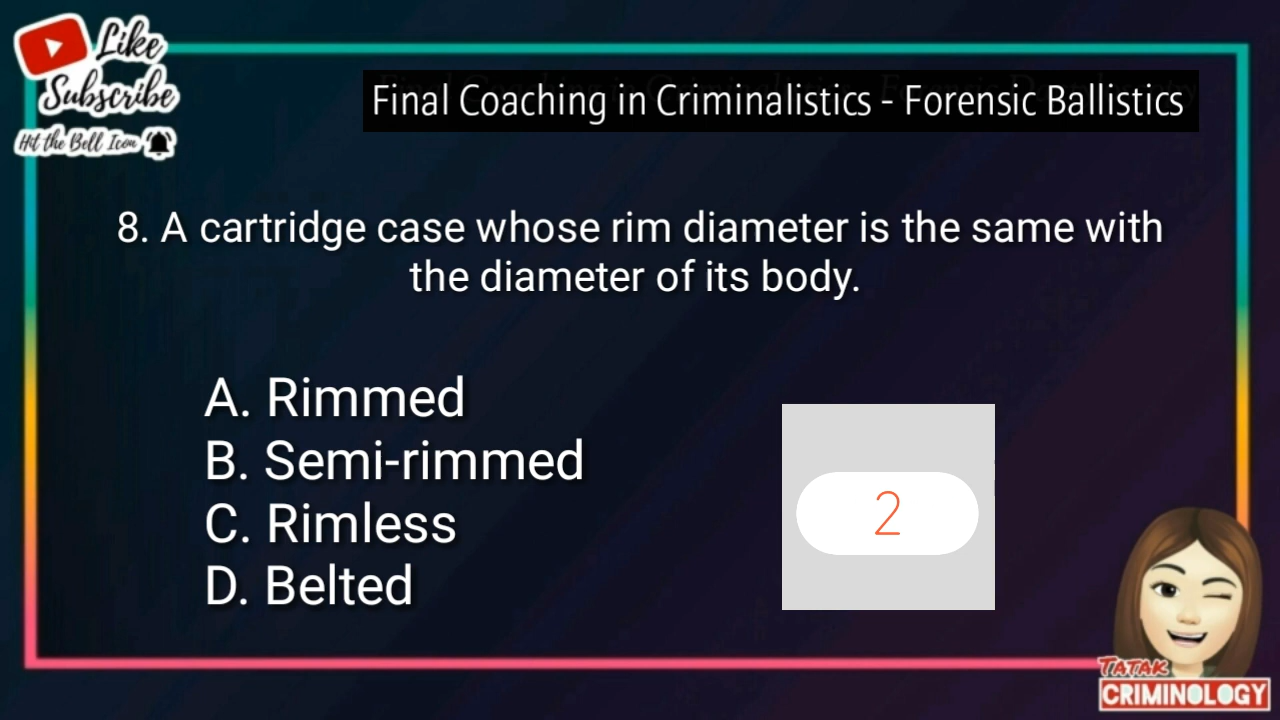 Like
Subscribe
Hit the Bell Icon
Final Coaching in Criminalistics - Forensic Ballistics
8. A cartridge case whose rim diameter is the same with
the diameter of its body.
A. Rimmed
B. Semi-rimmed
C. Rimless
D. Belted
2
TATAK
CRIMINOLOGY